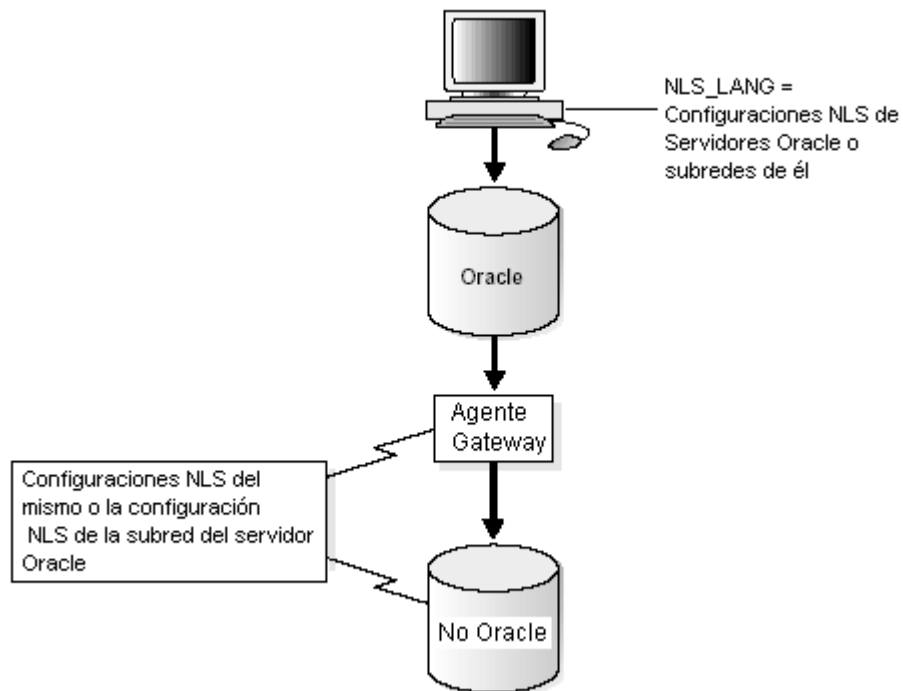 NLS_LANG =
Configuraciones NLS de
Servidores Oracle o
subredes de él
Oracle
Agente
Gateway
Configuraciones NLS del
mismo o la configuración
NLS de la subred del servidor
Oracle
No Oracle